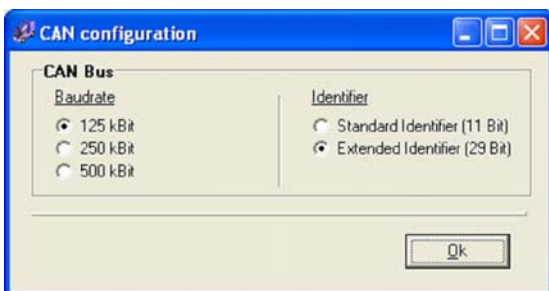 CAN configuration
CAN Bus
Baudrate
125 kBit
250 kBit
500 kBit
Identifier
Standard Identifier (11 Bit)
Extended Identifier (29 Bit)
Ok